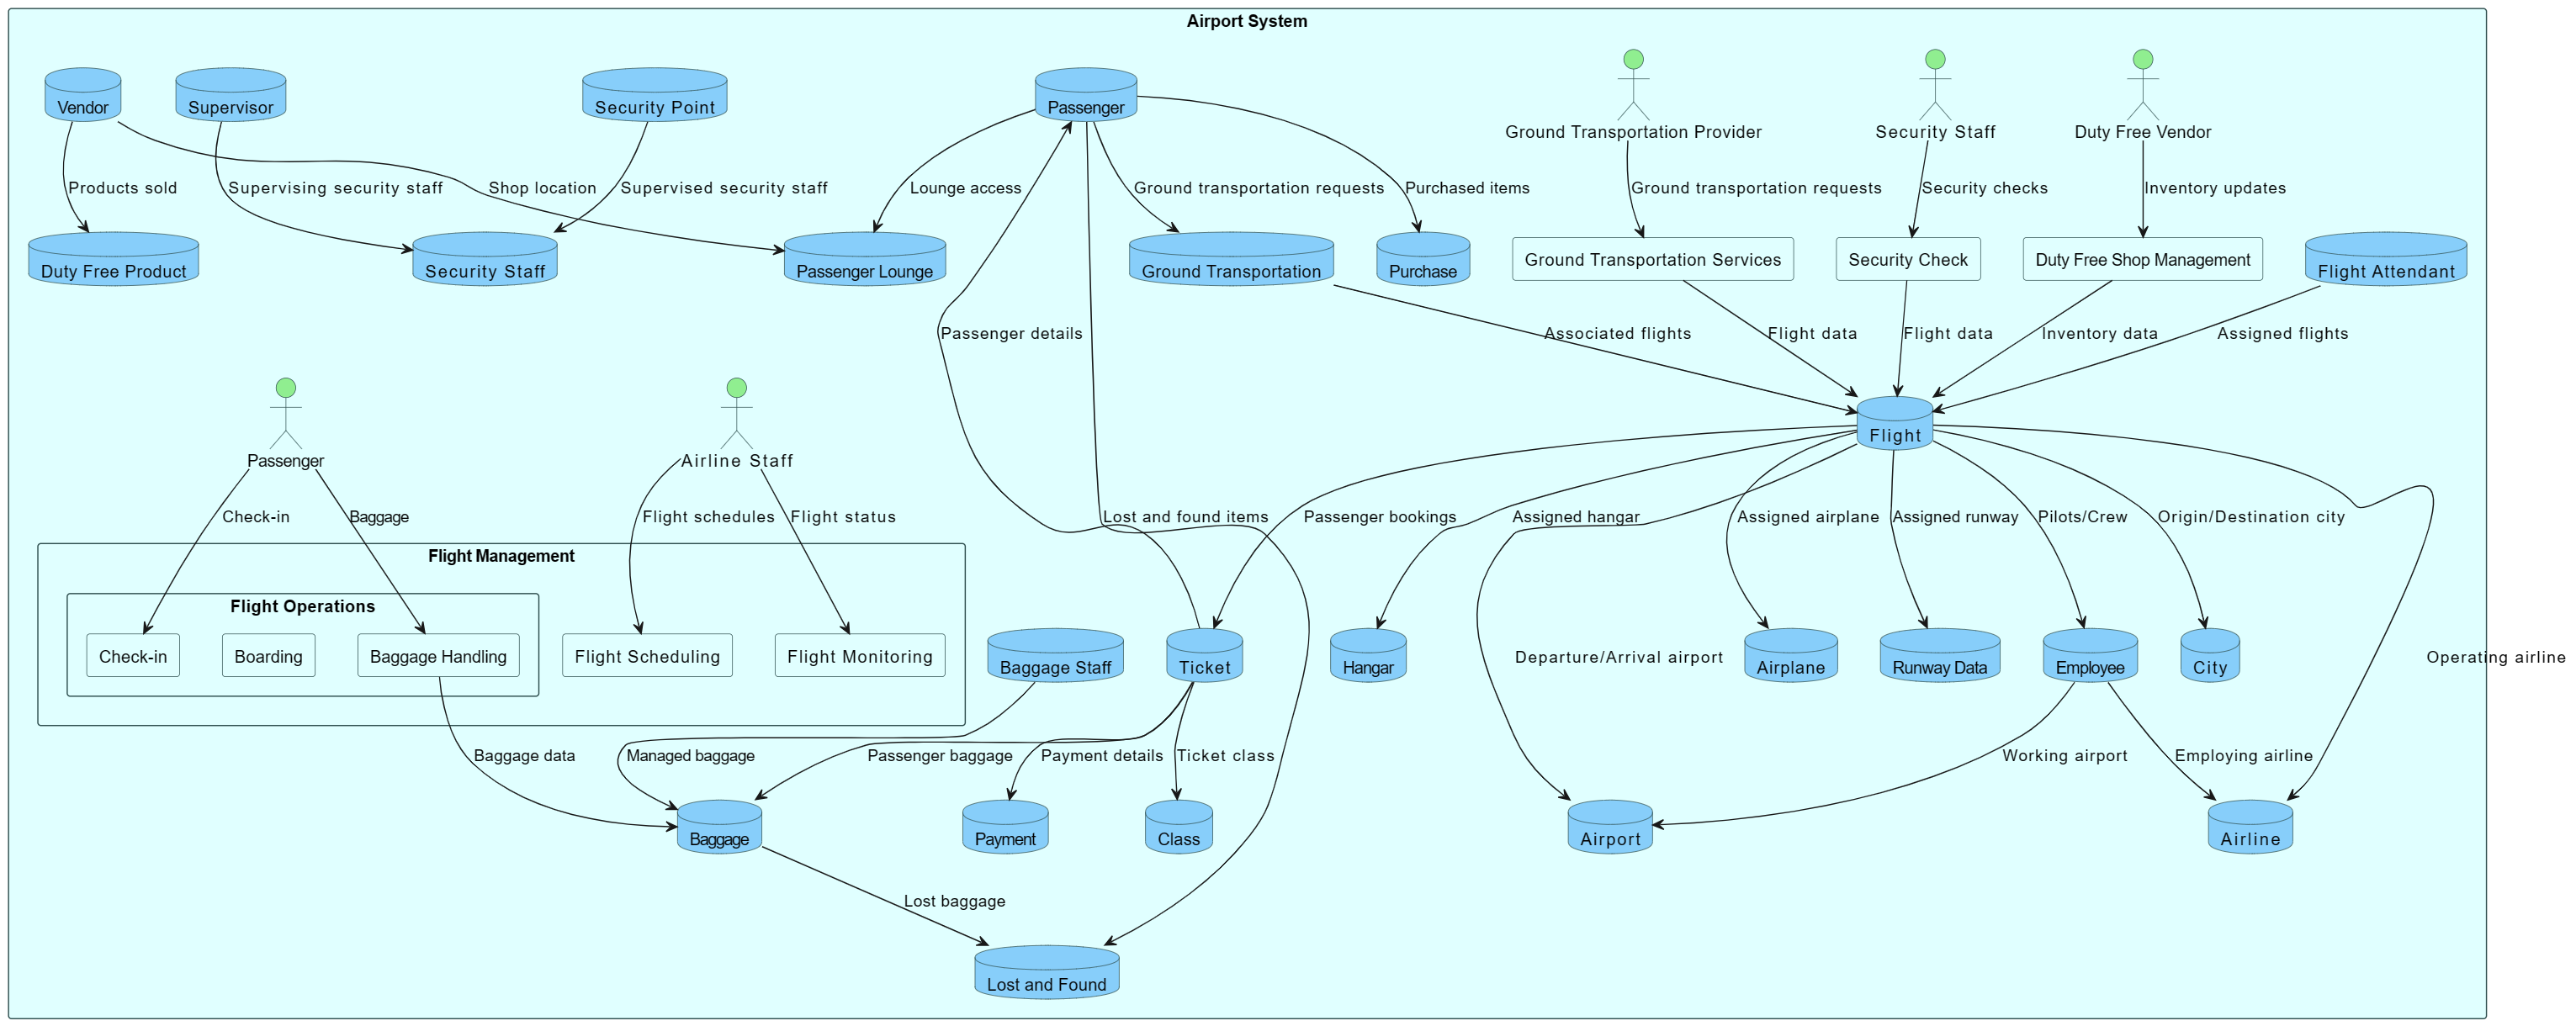 Airport System
Vendor
Supervisor
Security Point
Passenger
Ground Transportation Provider
Security Staff
Duty Free Vendor
Products sold
Supervising security staff
Shop location
Supervised security staff
Lounge access
Ground transportation requests
Purchased items
Ground transportation requests
Security checks
Inventory updates
Duty Free Product
Security Staff
Passenger Lounge
Ground Transportation
Purchase
Ground Transportation Services
Security Check
Duty Free Shop Management
Flight Attendant
Passenger details
Associated flights
Flight data
Flight data
Inventory data
Assigned flights
Passenger
Airline Staff
Flight
Check-in
Baggage
Flight schedules
Flight status
Lost and found items
Passenger bookings
Assigned hangar
Assigned airplane
Assigned runway
Pilots/Crew
Origin/Destination city
Flight Management
Flight Operations
Check-in
Boarding
Baggage Handling
Flight Scheduling
Flight Monitoring
Baggage Staff
Ticket
Hangar
Departure/Arrival airport
Airplane
Runway Data
Employee
City
Operating airline
Baggage data
Managed baggage
Passenger baggage
Payment details
Ticket class
Working airport
Employing airline
Baggage
Payment
Class
Airport
Airline
Lost baggage
Lost and Found